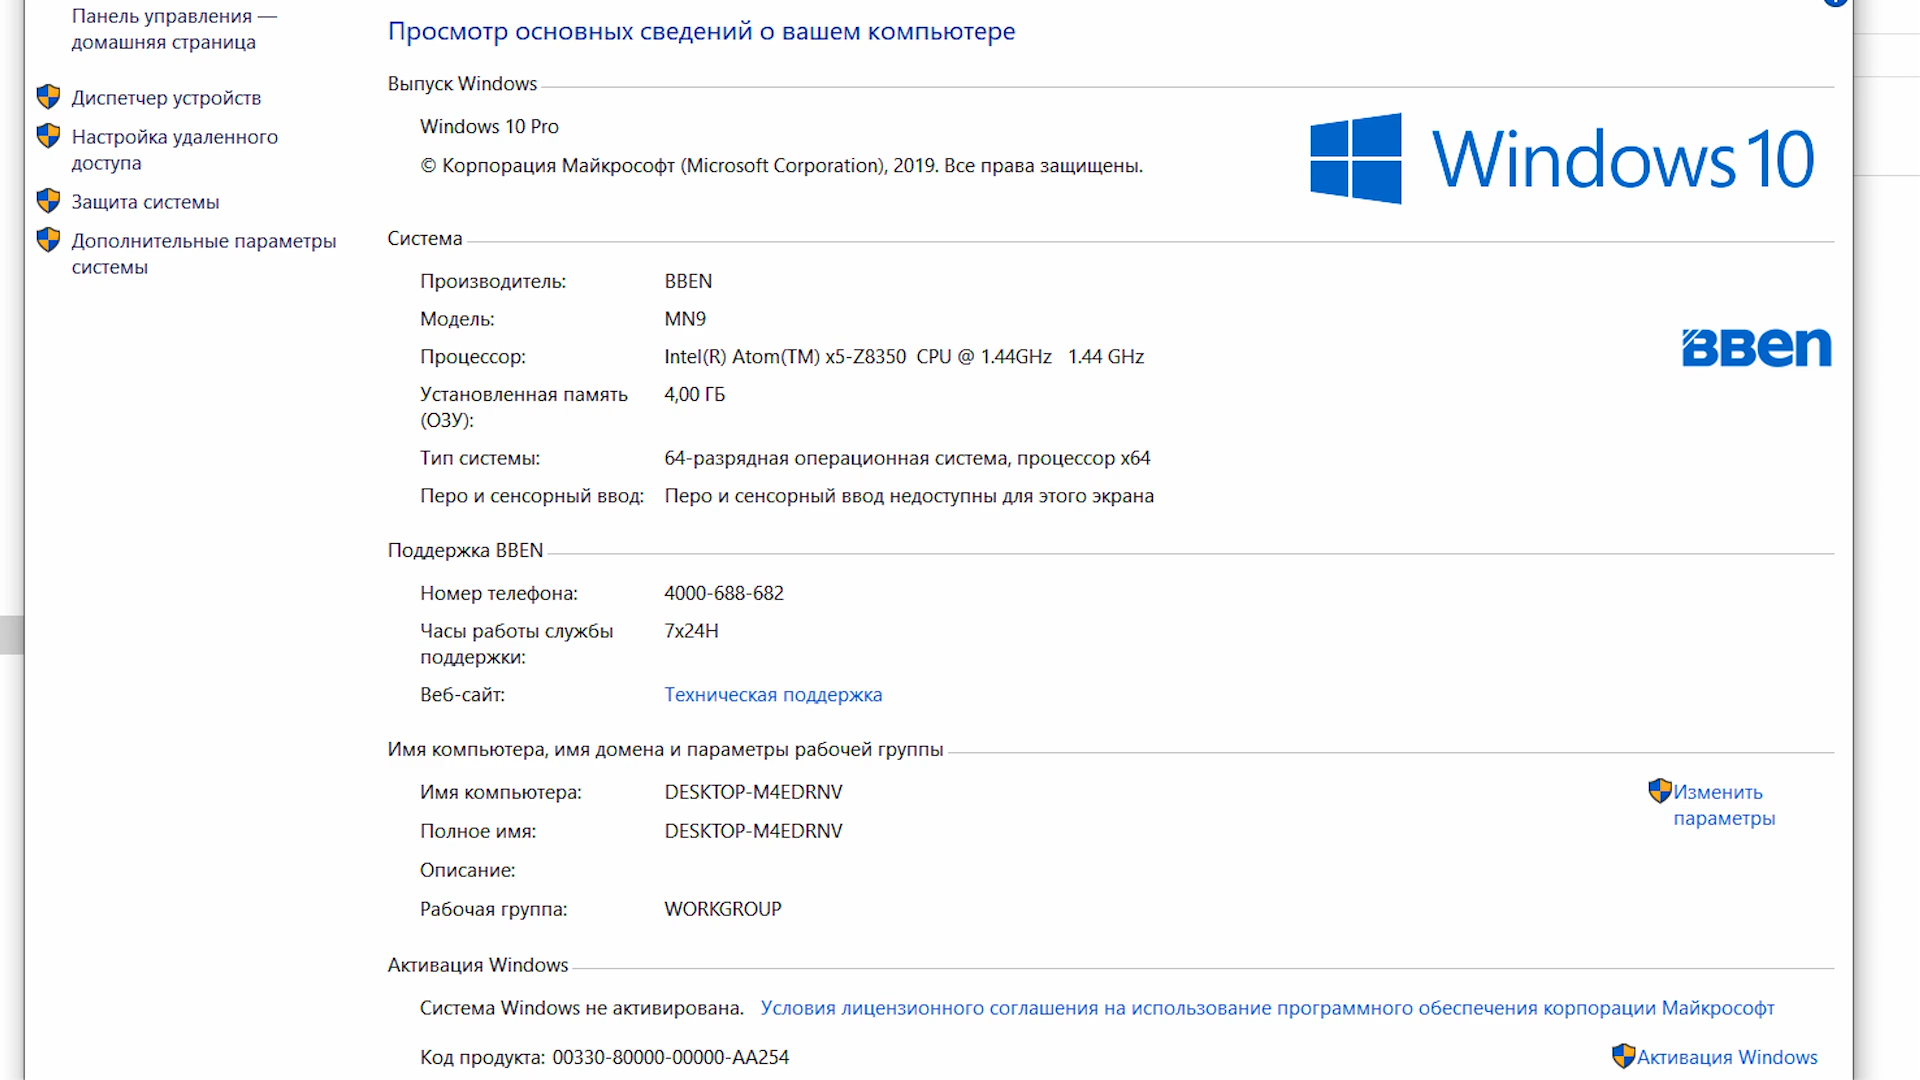 Панель управления —
домашняя страница
Диспетчер устройств
Настройка удаленного
доступа
Защита системы
Дополнительные параметры
системы
Просмотр основных сведений о вашем компьютере
Выпуск Windows
Windows 10 Pro
© Корпорация Майкрософт (Microsoft Corporation), 2019. Все права защищены.
Windows 10
Система
Производитель: BBEN
Модель: MN9
Процессор: Intel(R) Atom(TM) x5-Z8350 CPU @ 1.44GHz 1.44 GHz
Установленная память 4,00 ГБ
(ОЗУ):
Тип системы: 64-разрядная операционная система, процессор x64
Перо и сенсорный ввод: Перо и сенсорный ввод недоступны для этого экрана
BBen
Поддержка BBEN
Номер телефона: 4000-688-682
Часы работы службы 7x24H
поддержки:
Веб-сайт: Техническая поддержка
Имя компьютера, имя домена и параметры рабочей группы
Имя компьютера: DESKTOP-M4EDRNV
Полное имя: DESKTOP-M4EDRNV
Описание:
Рабочая группа: WORKGROUP
Изменить
параметры
Активация Windows
Система Windows не активирована. Условия лицензионного соглашения на использование программного обеспечения корпорации Майкрософт
Код продукта: 00330-80000-00000-AA254
Активация Windows